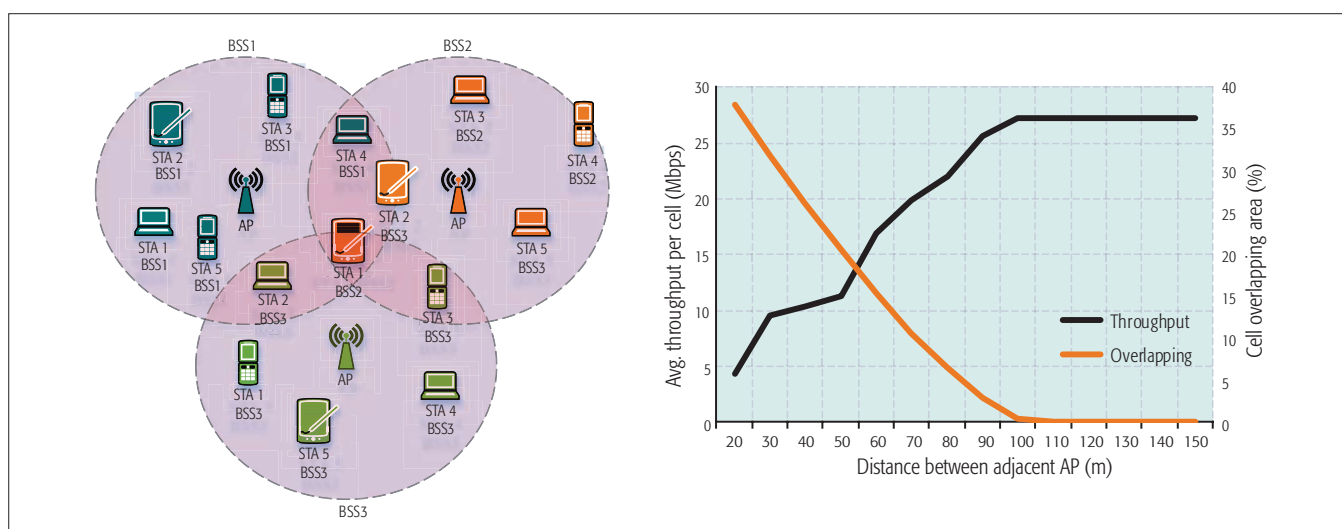 BSS1
BSS2
STA 3
BSS1
STA 2
BSS1
STA 4
BSS1
STA 3
BSS2
STA 4
BSS2
AP
STA 2
BSS3
AP
STA 1
BSS1
STA 5
BSS1
STA 5
BSS3
STA 2
BSS3
STA 1
BSS2
STA 3
BSS3
AP
STA 1
BSS3
STA 4
BSS3
STA 5
BSS3
BSS3
Avg. throughput per cell (Mbps)
30
25
20
15
10
5
0
40
35
30
25
20
15
10
5
0
Cell overlapping area (%)
Throughput
Overlapping
20 30 40 50 60 70 80 90 100 110 120 130 140 150
Distance between adjacent AP (m)